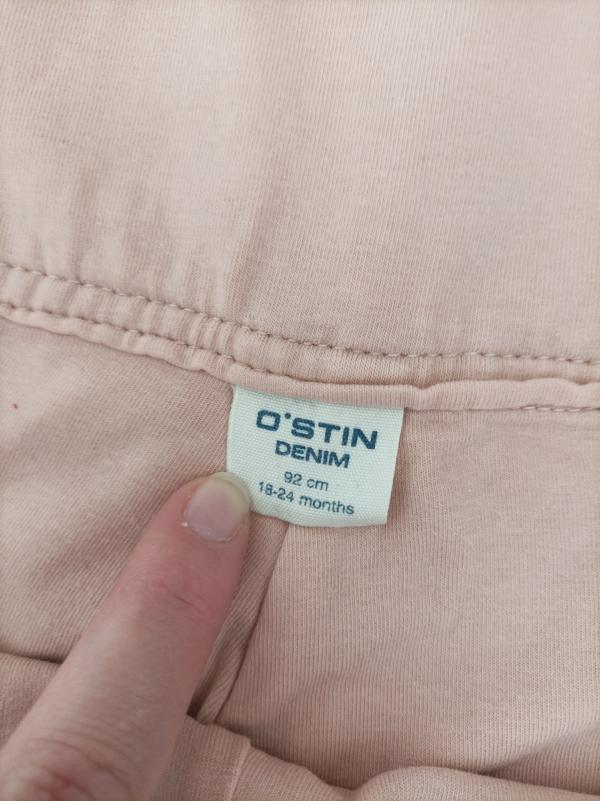 O'STIN
DENIM
92 cm
18-24 months